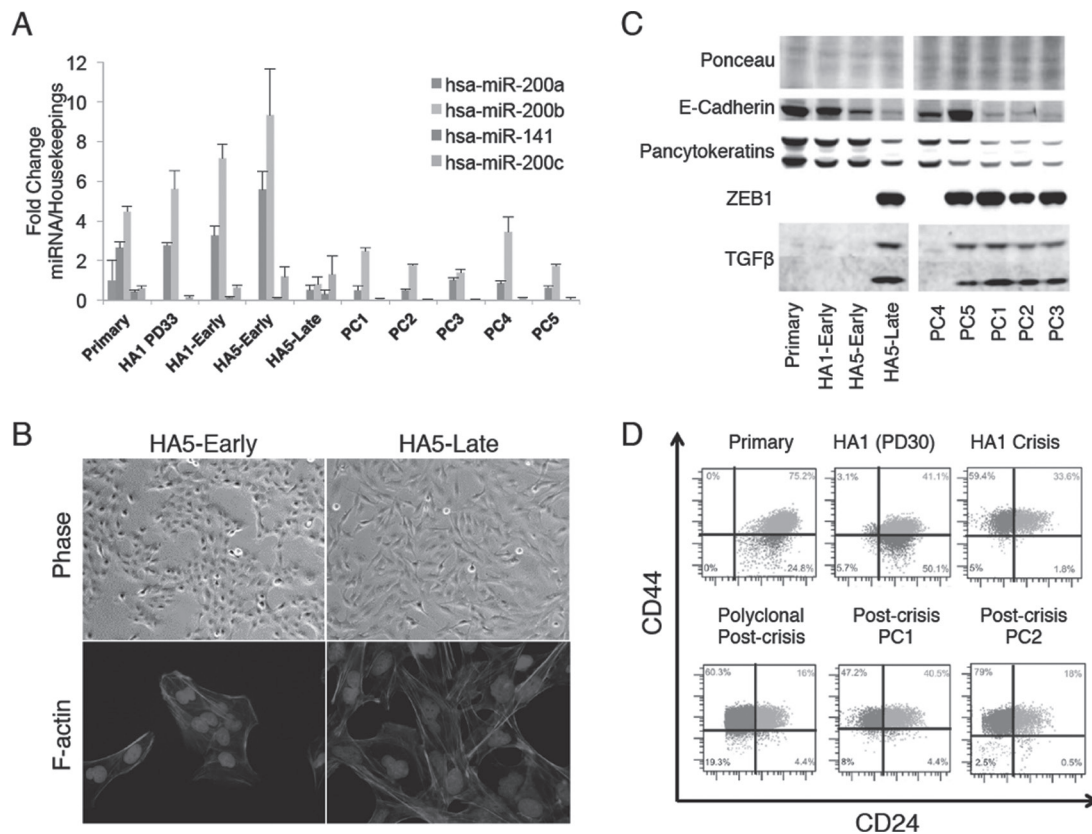 A
Fold Change
miRNA/Housekeepings
12
10
8
6
4
2
0
hsa-miR-200a
hsa-miR-200b
hsa-miR-141
hsa-miR-200c
Primary
HA1 PD33
HA1-Early
HA5-Early
HA5-Late
PC1
PC2
PC3
PC4
PC5
B
HA5-Early
HA5-Late
Phase
F-actin
C
Ponceau
E-Cadherin
Pancytokeratins
ZEB1
TGFβ
Primary
HA1-Early
HA5-Early
HA5-Late
PC4
PC5
PC1
PC2
PC3
D
CD44
CD24
Primary
0%
75.2%
0%
24.8%
HA1 (PD30)
3.1%
41.1%
5.7%
50.1%
HA1 Crisis
59.4%
33.6%
5%
1.8%
Polyclonal
Post-crisis
60.3%
16%
19.3%
4.4%
Post-crisis
PC1
47.2%
40.5%
8%
4.4%
Post-crisis
PC2
79%
18%
2.5%
0.5%